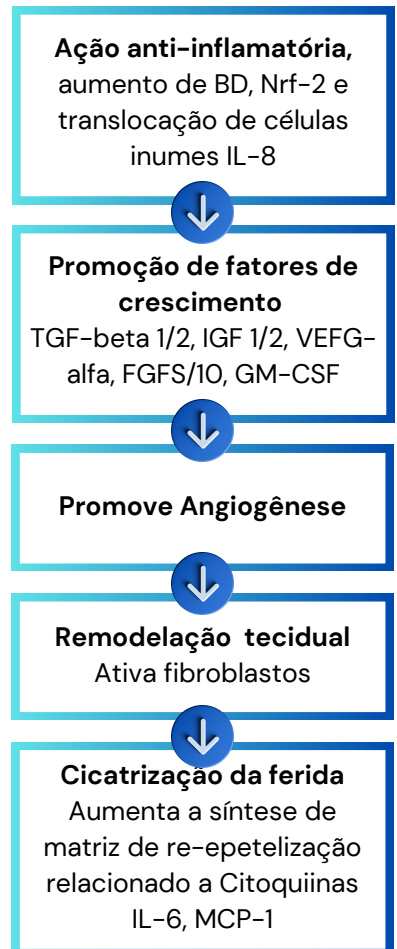 Ação anti-inflamatória,
aumento de BD, Nrf-2 e
translocação de células
inumes IL-8
Promoção de fatores de
crescimento
TGF-beta 1/2, IGF 1/2, VEFG-
alfa, FGFS/10, GM-CSF
Promove Angiogênese
Remodelação tecidual
Ativa fibroblastos
Cicatrização da ferida
Aumenta a síntese de
matriz de re-epetelização
relacionado a Citoquiinas
IL-6, MCP-1